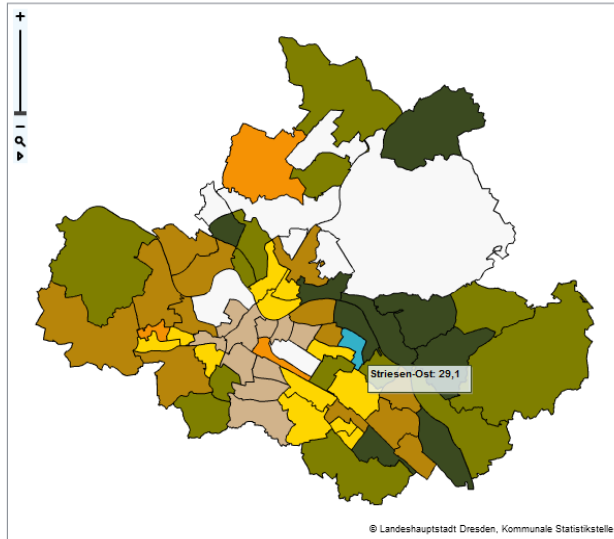 Striesen-Ost: 29,1
© Landeshauptstadt Dresden, Kommunale Statistikstelle